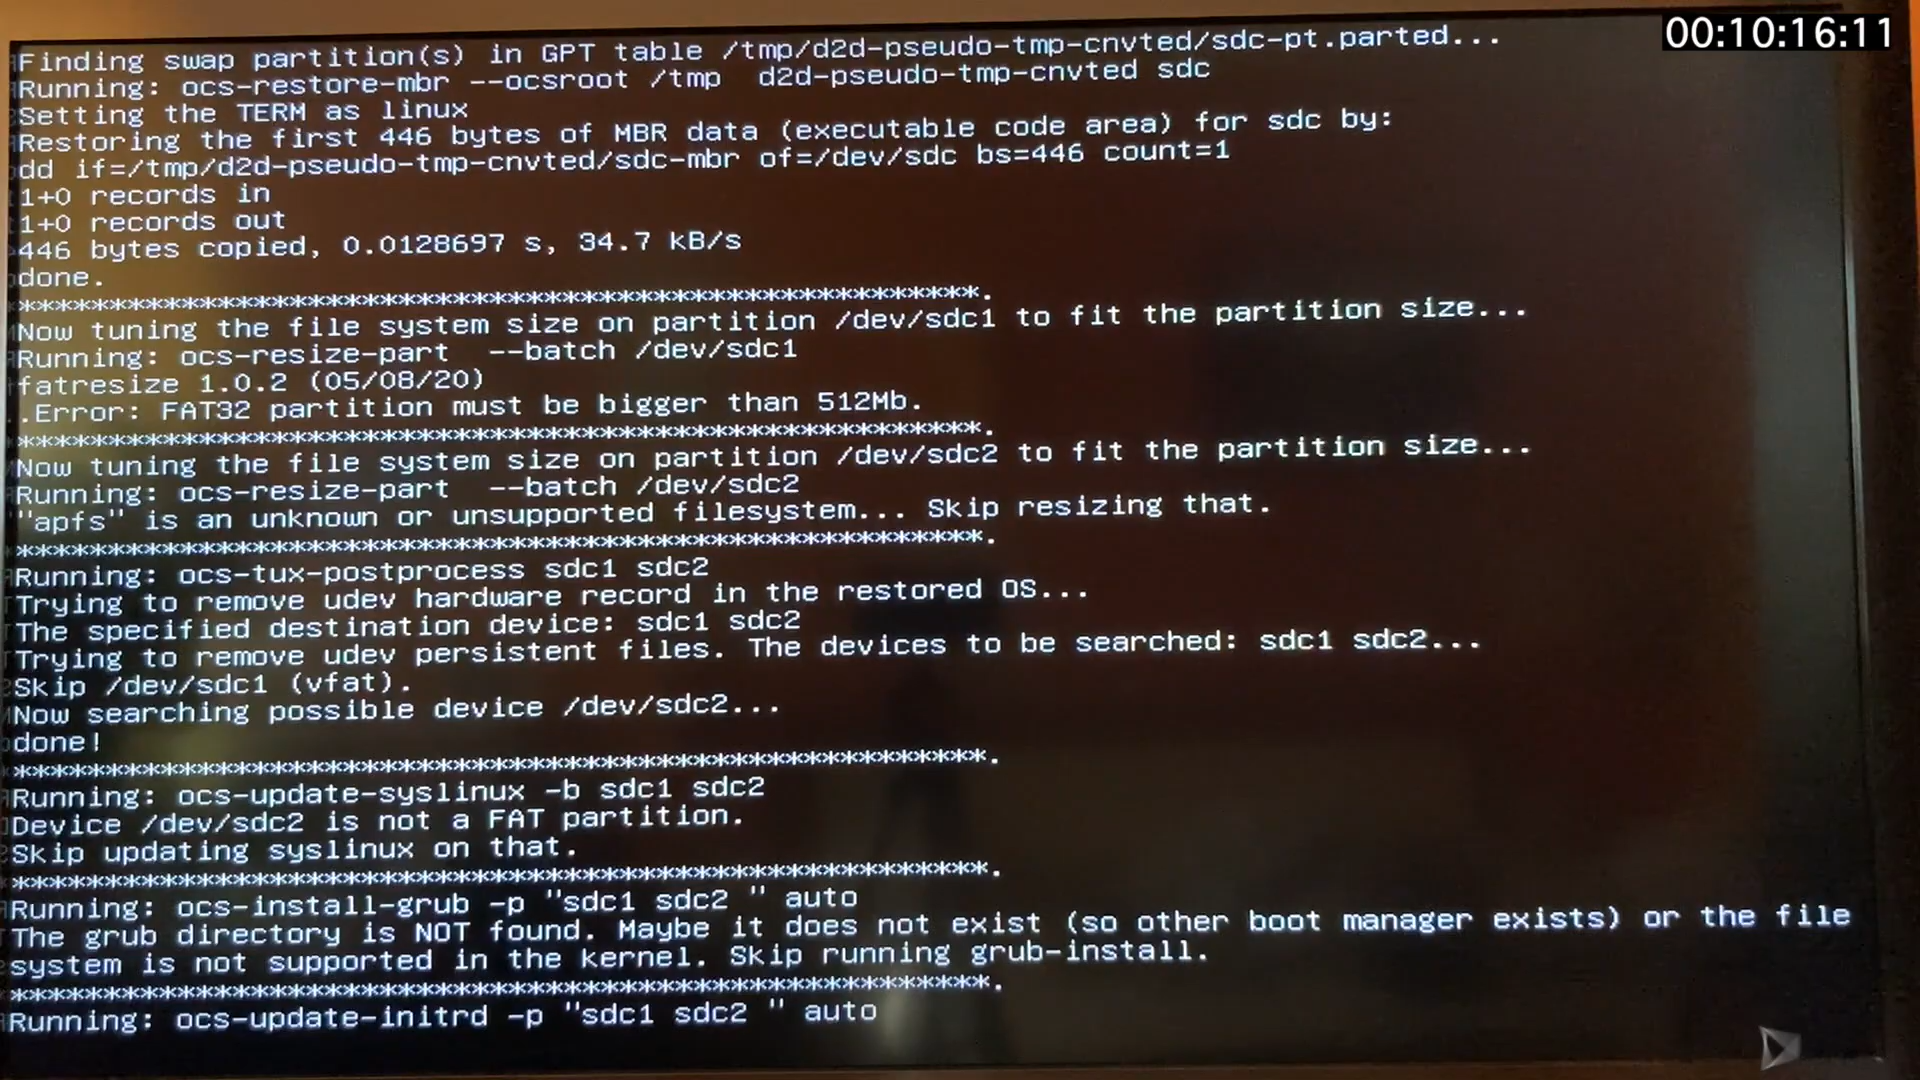 00:10:16:11
Finding swap partition(s) in GPT table /tmp/d2d-pseudo-tmp-cnvted/sdc-pt.parted...
Running: ocs-restore-mbr --ocsroot /tmp  d2d-pseudo-tmp-cnvted sdc
Setting the TERM as linux
Restoring the first 446 bytes of MBR data (executable code area) for sdc by:
dd if=/tmp/d2d-pseudo-tmp-cnvted/sdc-mbr of=/dev/sdc bs=446 count=1
1+0 records in
1+0 records out
446 bytes copied, 0.0128697 s, 34.7 kB/s
done.
*****************************************************.
Now tuning the file system size on partition /dev/sdc1 to fit the partition size...
Running: ocs-resize-part  --batch /dev/sdc1
fatresize 1.0.2 (05/08/20)
..Error: FAT32 partition must be bigger than 512Mb.
*****************************************************.
Now tuning the file system size on partition /dev/sdc2 to fit the partition size...
Running: ocs-resize-part  --batch /dev/sdc2
"apfs" is an unknown or unsupported filesystem... Skip resizing that.
*****************************************************.
Running: ocs-tux-postprocess sdc1 sdc2
Trying to remove udev hardware record in the restored OS...
The specified destination device: sdc1 sdc2
Trying to remove udev persistent files. The devices to be searched: sdc1 sdc2...
Skip /dev/sdc1 (vfat).
Now searching possible device /dev/sdc2...
done!
*****************************************************.
Running: ocs-update-syslinux -b sdc1 sdc2
Device /dev/sdc2 is not a FAT partition.
Skip updating syslinux on that.
*****************************************************.
Running: ocs-install-grub -p "sdc1 sdc2 " auto
The grub directory is NOT found. Maybe it does not exist (so other boot manager exists) or the file
system is not supported in the kernel. Skip running grub-install.
*****************************************************.
Running: ocs-update-initrd -p "sdc1 sdc2 " auto